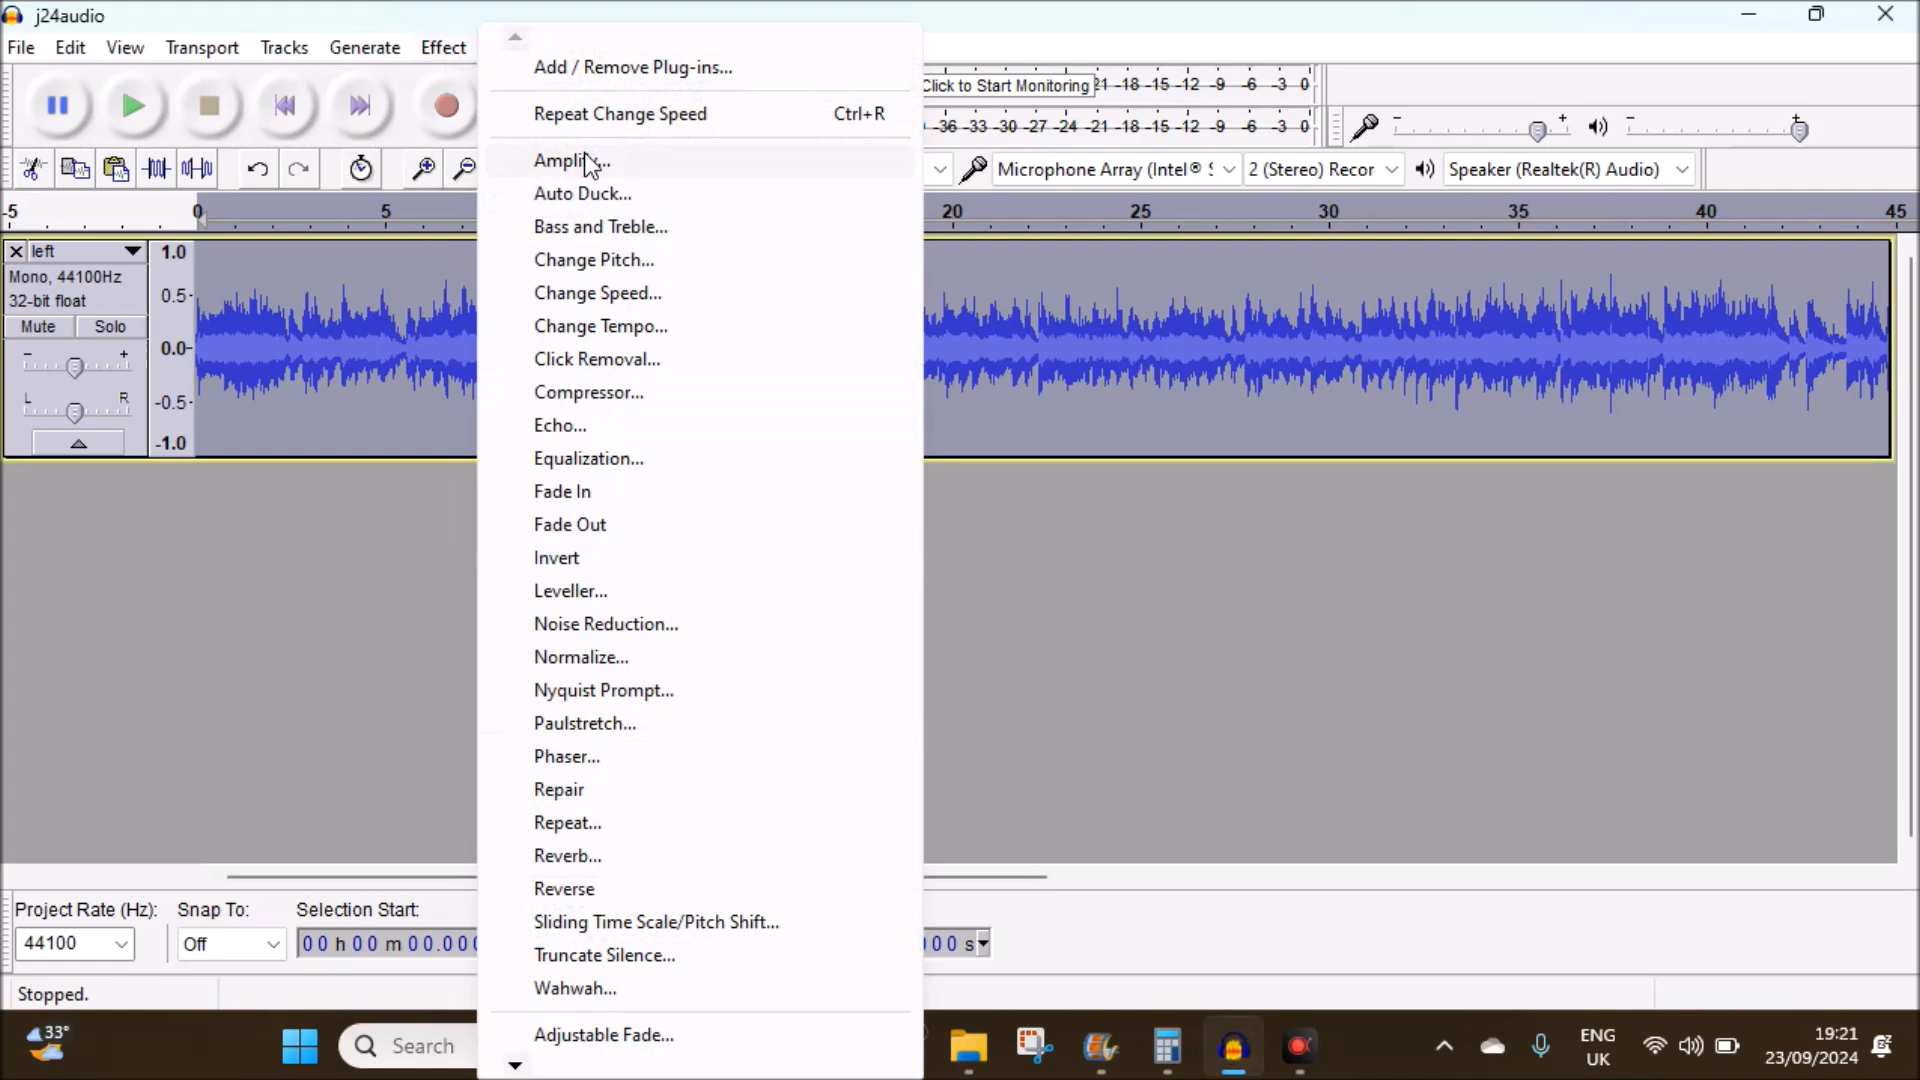 j24audio
File Edit View Transport Tracks Generate Effect
Add / Remove Plug-ins...
Repeat Change Speed Ctrl+R
Amplify...
Auto Duck...
Bass and Treble...
Change Pitch...
Change Speed...
Change Tempo...
Click Removal...
Compressor...
Echo...
Equalization...
Fade In
Fade Out
Invert
Leveller...
Noise Reduction...
Normalize...
Nyquist Prompt...
Paulstretch...
Phaser...
Repair
Repeat...
Reverb...
Reverse
Sliding Time Scale/Pitch Shift...
Truncate Silence...
Wahwah...
Adjustable Fade...
Click to Start Monitoring 21 -18 -15 -12 -9 -6 -3 0
-36 -33 -30 -27 -24 -21 -18 -15 -12 -9 -6 -3 0
Microphone Array (Intel® 2 (Stereo) Recor Speaker (Realtek(R) Audio)
-5 0 5 20 25 30 35 40 45
left
Mono, 44100Hz
32-bit float
Mute Solo
- +
L R
1.0
0.5
0.0
-0.5
-1.0
Project Rate (Hz): Snap To: Selection Start:
44100 Off 00 h 00 m 00.000 000 s
Stopped.
33°
Search
ENG
UK
19:21
23/09/2024